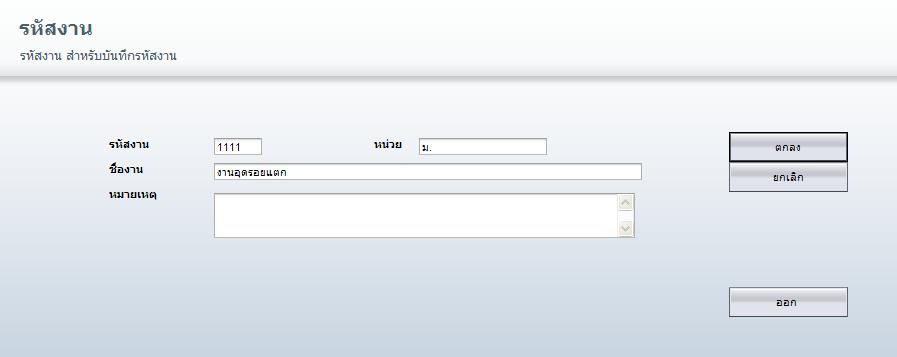 รหัสงาน
รหัสงาน สำหรับบันทึกรหัสงาน
รหัสงาน 1111 หน่วย ม. ตกลง
ชื่องาน งานอุดรอยแตก ยกเลิก
หมายเหตุ
ออก